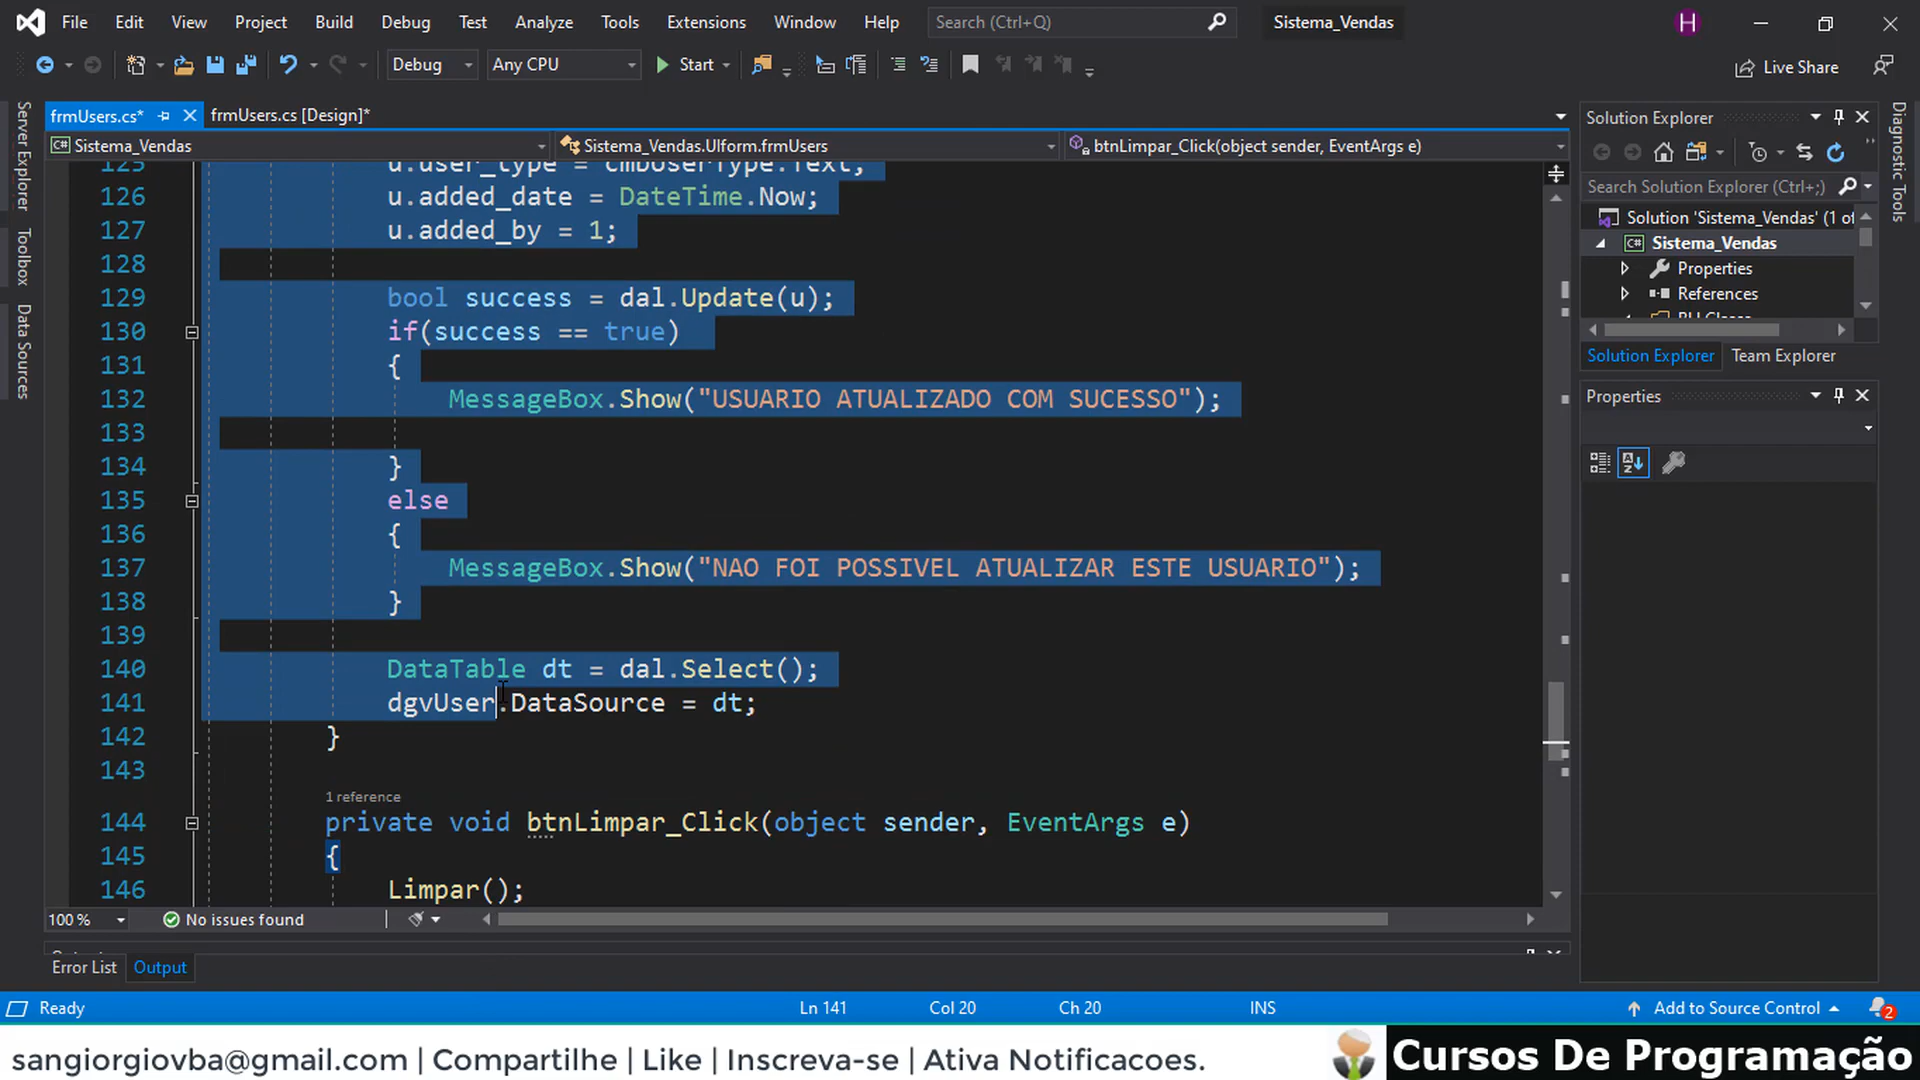 File Edit View Project Build Debug Test Analyze Tools Extensions Window Help Search (Ctrl+Q) Sistema_Vendas H
Debug Any CPU Start Live Share
frmUsers.cs* frmUsers.cs [Design]*
Sistema_Vendas Sistema_Vendas.UIform.frmUsers btnLimpar_Click(object sender, EventArgs e)
Server Explorer
Toolbox
Data Sources
125 u.user_type = cmbUserType.Text;
126 u.added_date = DateTime.Now;
127 u.added_by = 1;
128
129 bool success = dal.Update(u);
130 if(success == true)
131 {
132 MessageBox.Show("USUARIO ATUALIZADO COM SUCESSO");
133
134 }
135 else
136 {
137 MessageBox.Show("NAO FOI POSSIVEL ATUALIZAR ESTE USUARIO");
138 }
139
140 DataTable dt = dal.Select();
141 dgvUser.DataSource = dt;
142 }
143
1 reference
144 private void btnLimpar_Click(object sender, EventArgs e)
145 {
146 Limpar();
100 % No issues found
Error List Output
Solution Explorer
Search Solution Explorer (Ctrl+;)
Solution 'Sistema_Vendas' (1 of
Sistema_Vendas
Properties
References
Solution Explorer Team Explorer
Properties
Diagnostic Tools
Ready Ln 141 Col 20 Ch 20 INS Add to Source Control 2
sangiorgiovba@gmail.com | Compartilhe | Like | Inscreva-se | Ativa Notificacoes.
Cursos De Programação